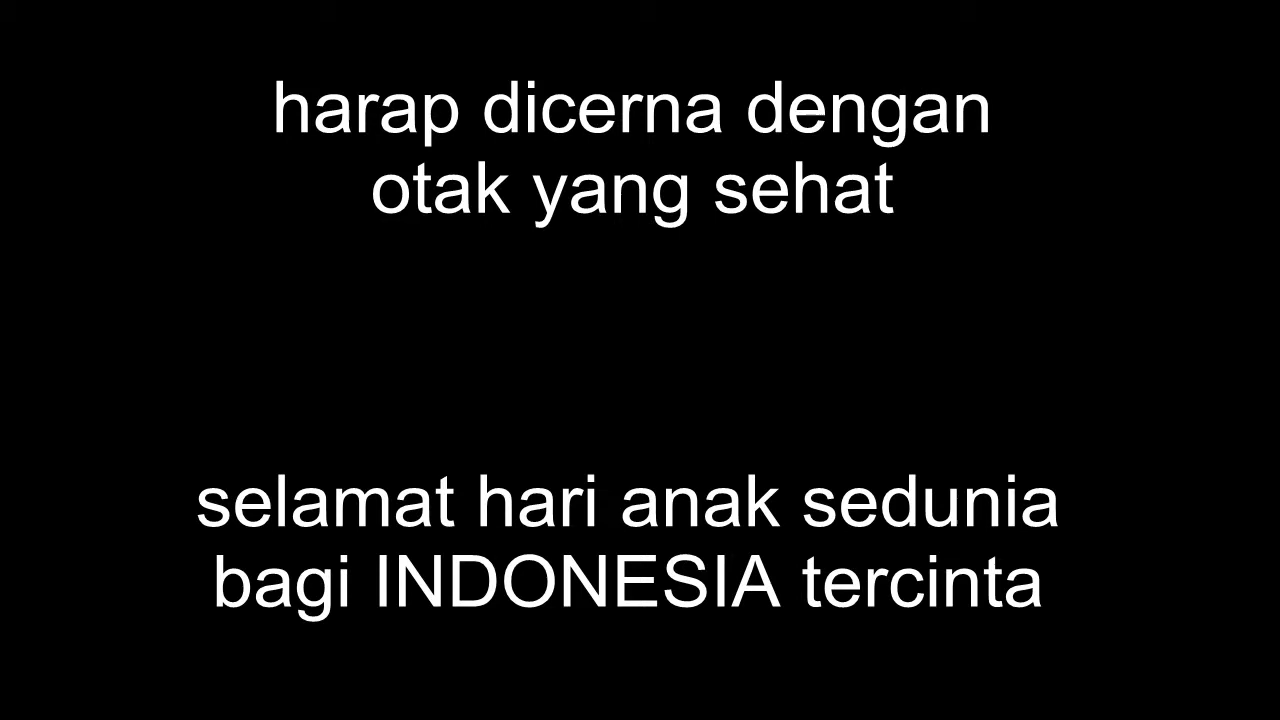 harap dicerna dengan
otak yang sehat
selamat hari anak sedunia
bagi INDONESIA tercinta